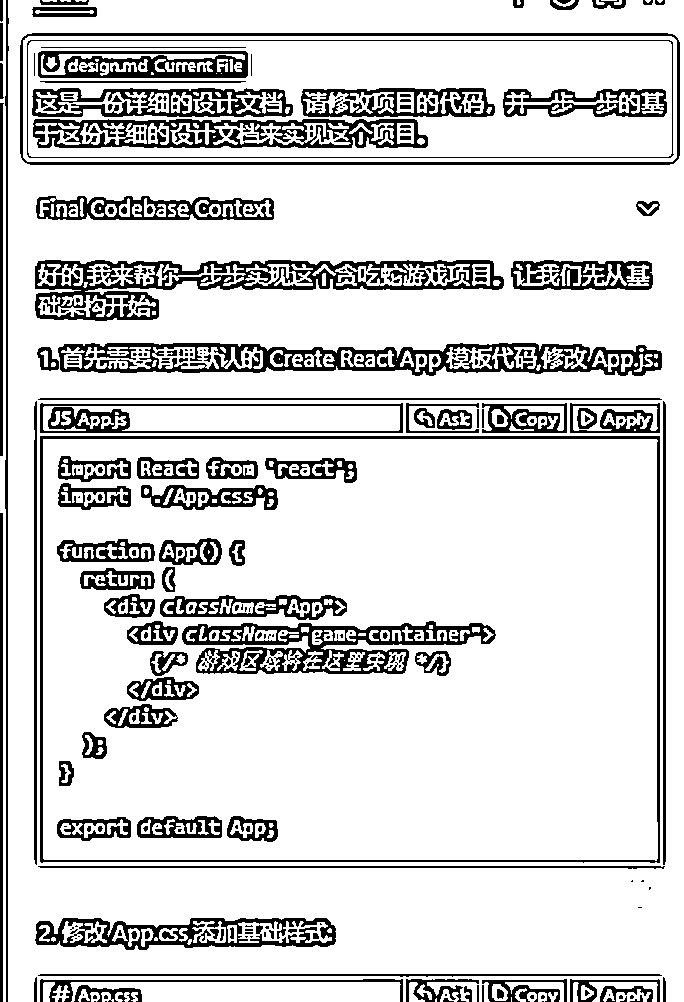 design.md Current File
这是一份详细的设计文档，请修改项目的代码，并一步一步的基
于这份详细的设计文档来实现这个项目。
Final Codebase Context
好的,我来帮你一步步实现这个贪吃蛇游戏项目。让我们先从基
础架构开始:
1. 首先需要清理默认的 Create React App 模板代码,修改 App.js:
JS App.js Ask Copy Apply
import React from 'react';
import './App.css';
function App() {
return (
<div className="App">
<div className="game-container">
{/* 游戏区域将在这里实现 */}
</div>
</div>
);
}
export default App;
2. 修改 App.css,添加基础样式:
# App.css Ask Copy Apply